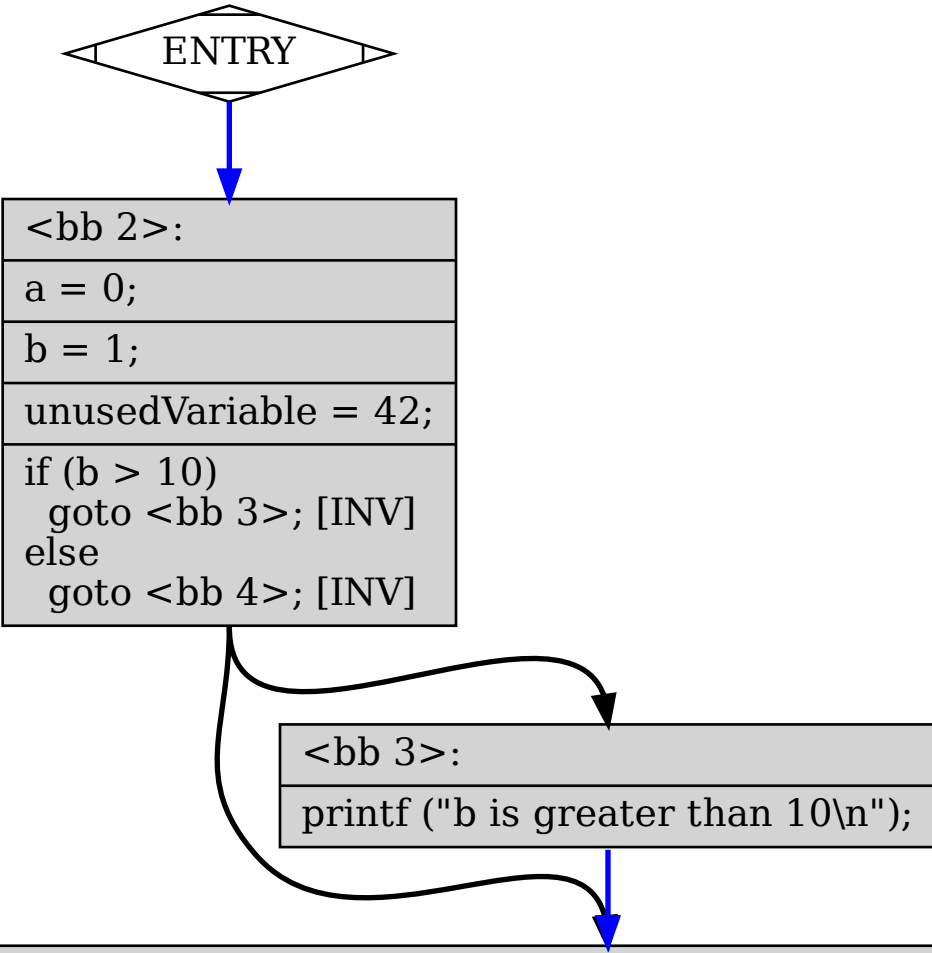 ENTRY
<bb 2>:
a = 0;
b = 1;
unusedVariable = 42;
if (b > 10)
  goto <bb 3>; [INV]
else
  goto <bb 4>; [INV]
<bb 3>:
printf ("b is greater than 10\n");